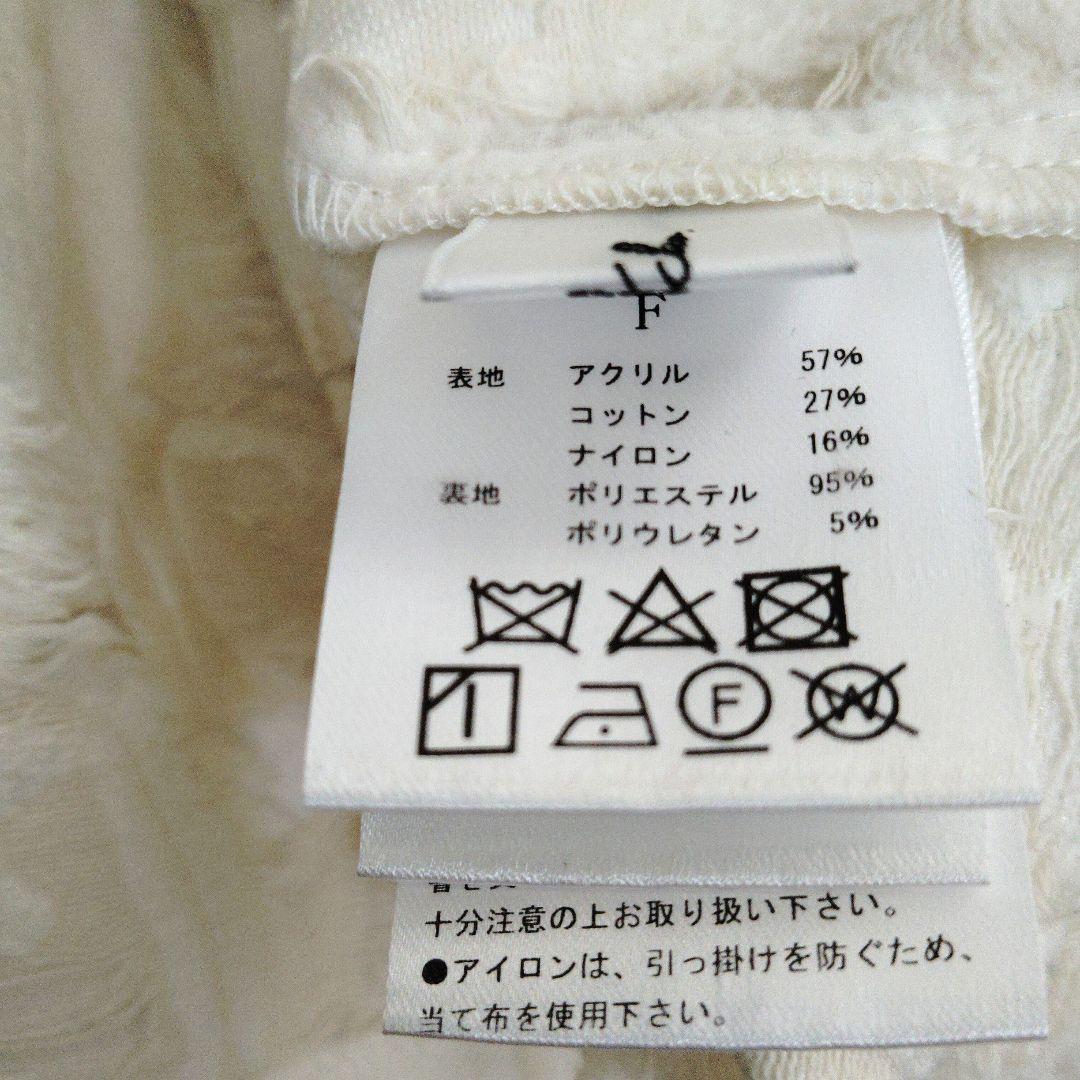 F
表地 アクリル 57%
コットン 27%
ナイロン 16%
裏地 ポリエステル 95%
ポリウレタン 5%
F W
十分注意の上お取り扱い下さい。
●アイロンは、引っ掛けを防ぐため、
当て布を使用下さい。